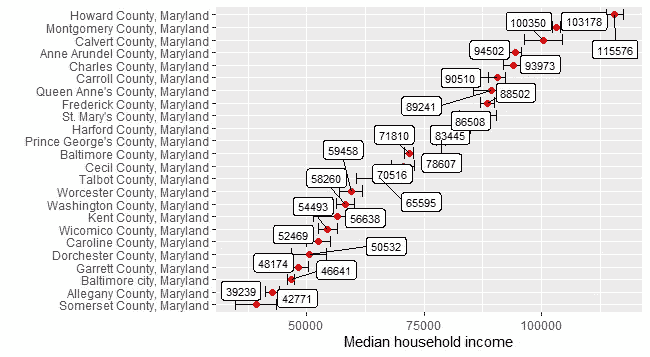 Howard County, Maryland
Montgomery County, Maryland
Calvert County, Maryland
Anne Arundel County, Maryland
Charles County, Maryland
Carroll County, Maryland
Queen Anne's County, Maryland
Frederick County, Maryland
St. Mary's County, Maryland
Harford County, Maryland
Prince George's County, Maryland
Baltimore County, Maryland
Cecil County, Maryland
Talbot County, Maryland
Worcester County, Maryland
Washington County, Maryland
Kent County, Maryland
Wicomico County, Maryland
Caroline County, Maryland
Dorchester County, Maryland
Garrett County, Maryland
Baltimore city, Maryland
Allegany County, Maryland
Somerset County, Maryland
100350
103178
94502
115576
93973
90510
88502
89241
86508
71810
83445
59458
78607
70516
58260
65595
54493
56638
52469
50532
48174
46641
39239
42771
50000
75000
100000
Median household income